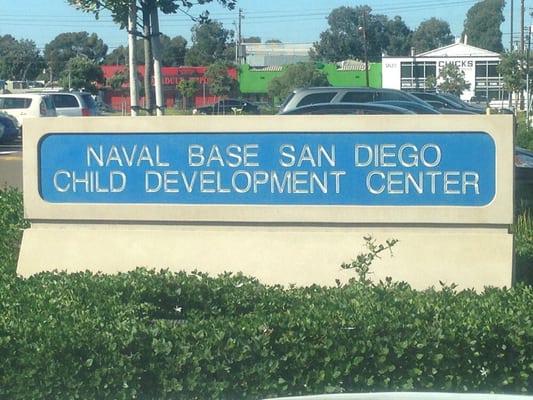 NAVAL BASE SAN DIEGO
CHILD DEVELOPMENT CENTER